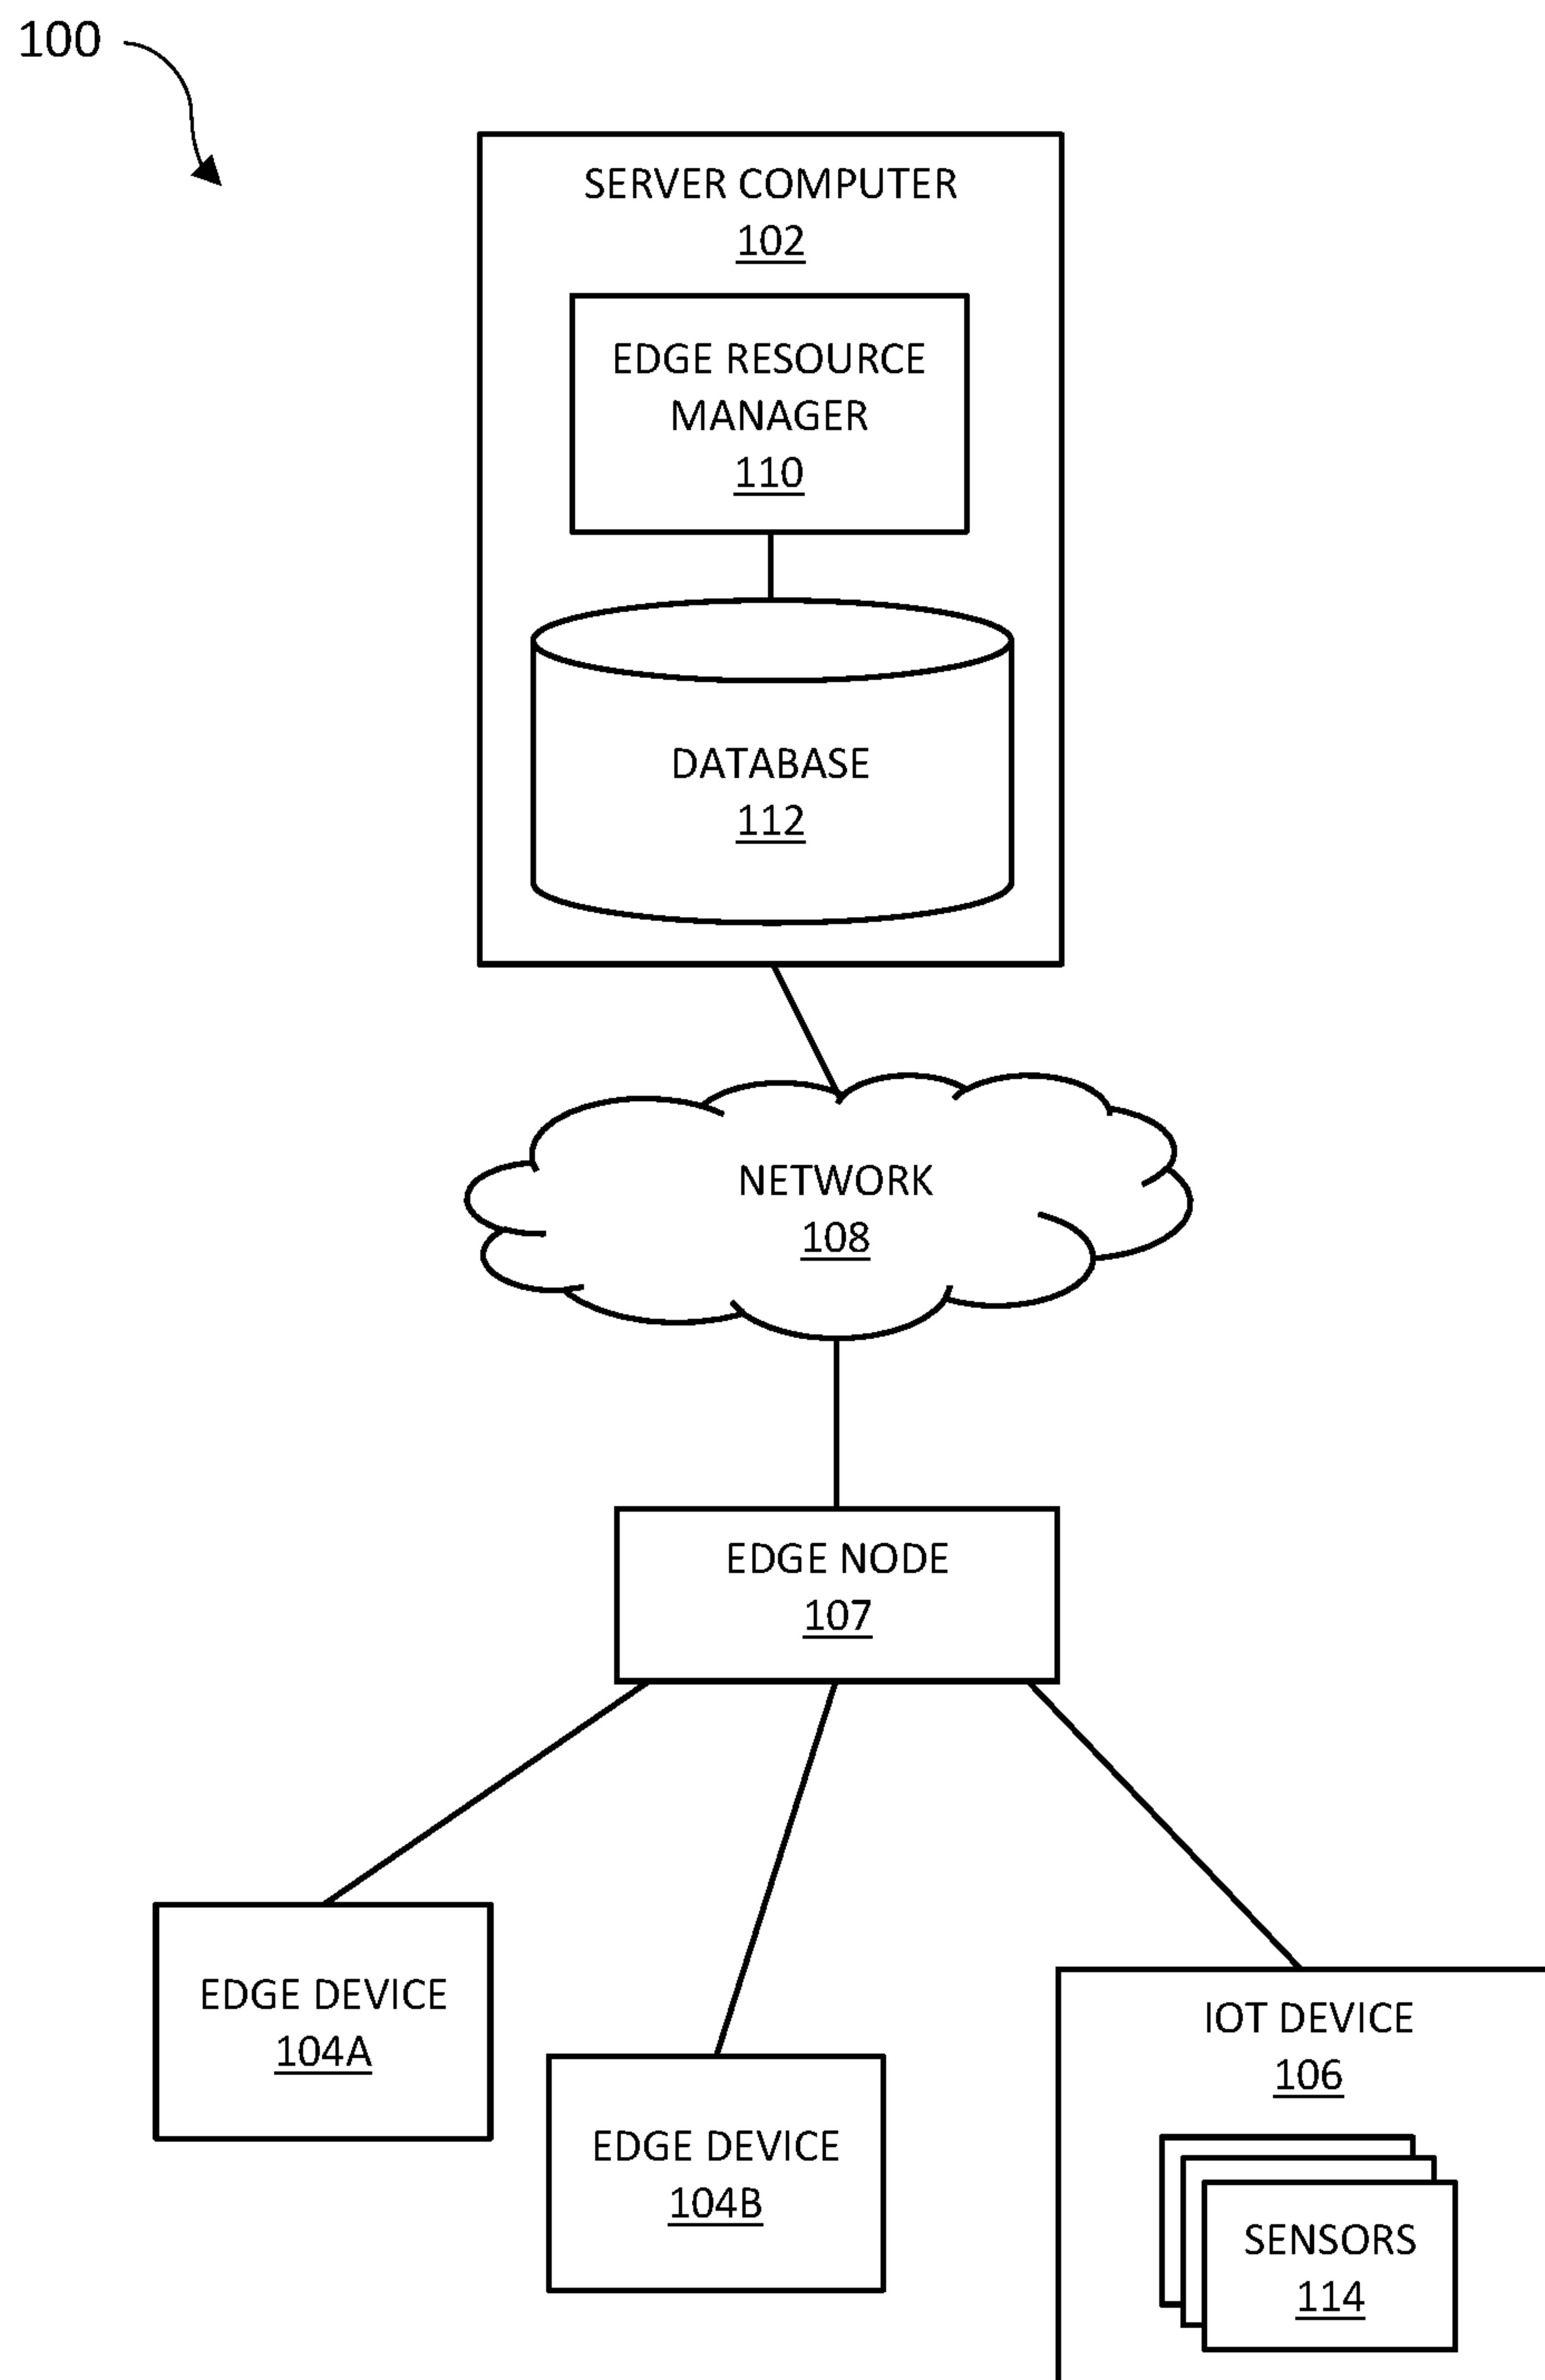 100
SERVER COMPUTER
102
EDGE RESOURCE
MANAGER
110
DATABASE
112
NETWORK
108
EDGE NODE
107
EDGE DEVICE
104A
EDGE DEVICE
104B
IOT DEVICE
106
SENSORS
114